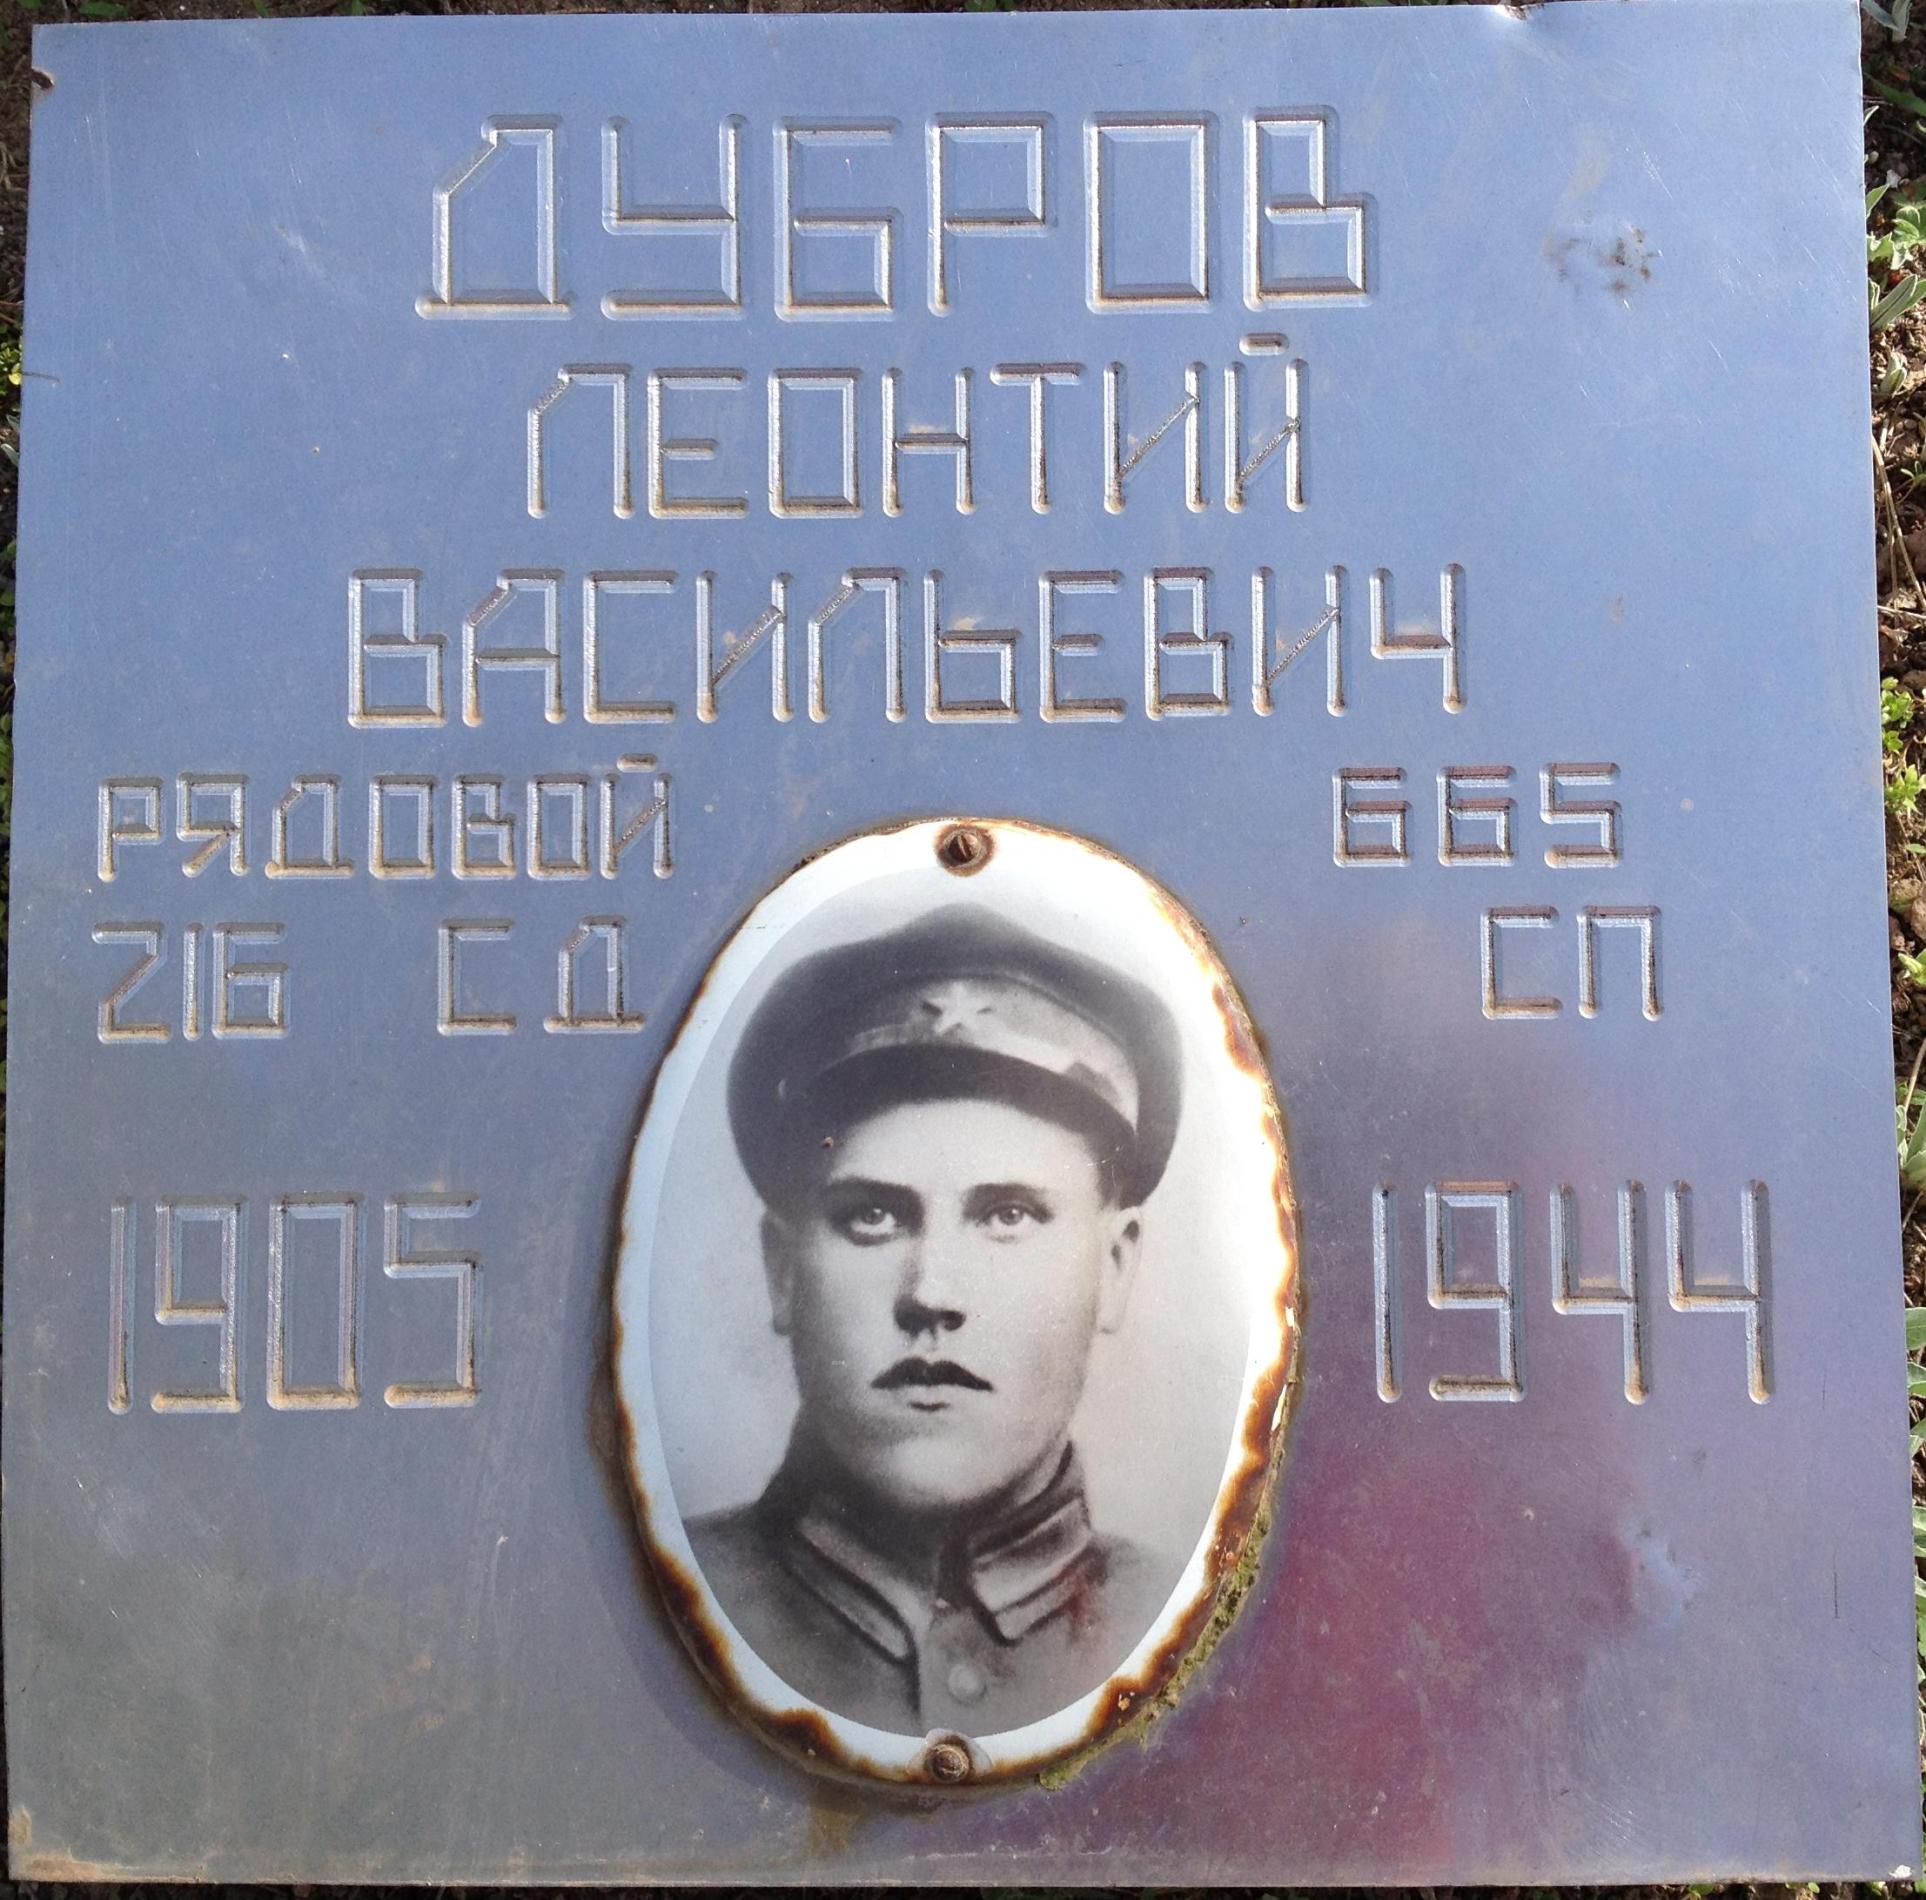 ДУБРОВ
ЛЕОНТИЙ
ВАСИЛЬЕВИЧ
РЯДОВОЙ 665
216 СД СП
1905 1944